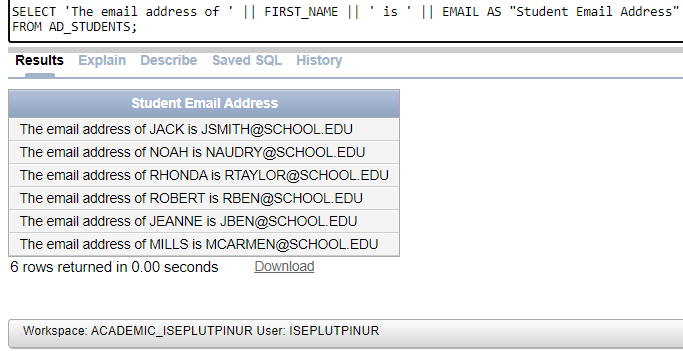 SELECT 'The email address of ' || FIRST_NAME || ' is ' || EMAIL AS "Student Email Address"
FROM AD_STUDENTS;
Results Explain Describe Saved SQL History
Student Email Address
The email address of JACK is JSMITH@SCHOOL.EDU
The email address of NOAH is NAUDRY@SCHOOL.EDU
The email address of RHONDA is RTAYLOR@SCHOOL.EDU
The email address of ROBERT is RBEN@SCHOOL.EDU
The email address of JEANNE is JBEN@SCHOOL.EDU
The email address of MILLS is MCARMEN@SCHOOL.EDU
6 rows returned in 0.00 seconds Download
Workspace: ACADEMIC_ISEPLUTPINUR User: ISEPLUTPINUR